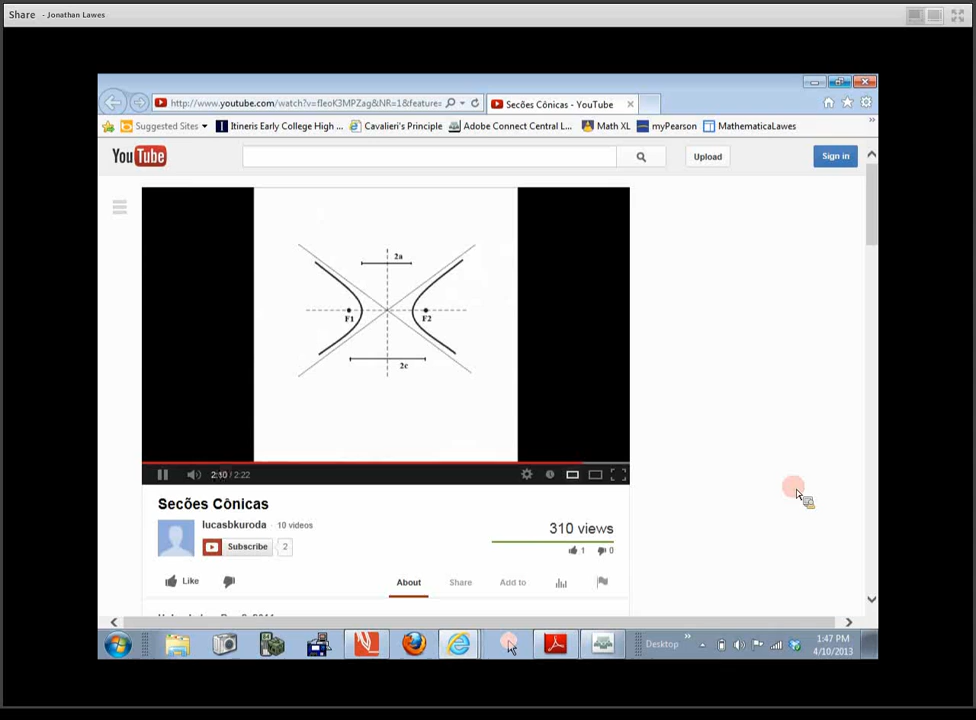 Share - Jonathan Lawes
http://www.youtube.com/watch?v=fleoK3MPZag&NR=1&feature=
Secões Cônicas - YouTube
Suggested Sites
Itineris Early College High ...
Cavalieri's Principle
Adobe Connect Central L...
Math XL
myPearson
MathematicaLawes
YouTube
Upload
Sign in
2a
F1
F2
2c
2:10 / 2:22
Secões Cônicas
lucasbkuroda · 10 videos
Subscribe 2
310 views
1 0
Like
About
Share
Add to
Desktop
1:47 PM
4/10/2013